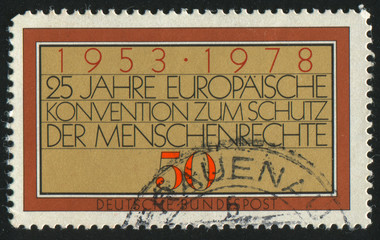 1953·1978
25 JAHRE EUROPÄISCHE
KONVENTION ZUM SCHUTZ
DER MENSCHENRECHTE
50
DEUTSCHE BUNDESPOST